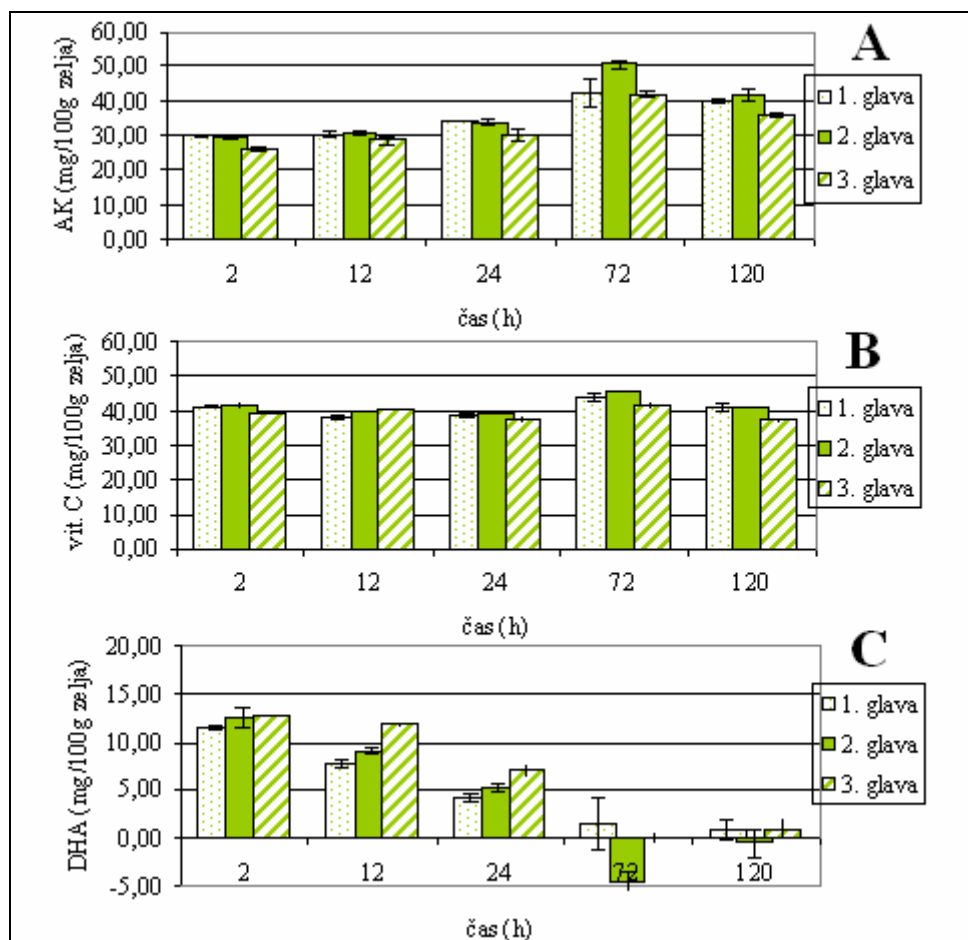 A
AK (mg/100g zelja)
60,00
50,00
40,00
30,00
20,00
10,00
0,00
2 12 24 72 120
čas (h)
1. glava
2. glava
3. glava
B
vit. C (mg/100g zelja)
60,00
50,00
40,00
30,00
20,00
10,00
0,00
2 12 24 72 120
čas (h)
1. glava
2. glava
3. glava
C
DHA (mg/100g zelja)
20,00
15,00
10,00
5,00
0,00
-5,00
2 12 24 72 120
čas (h)
1. glava
2. glava
3. glava